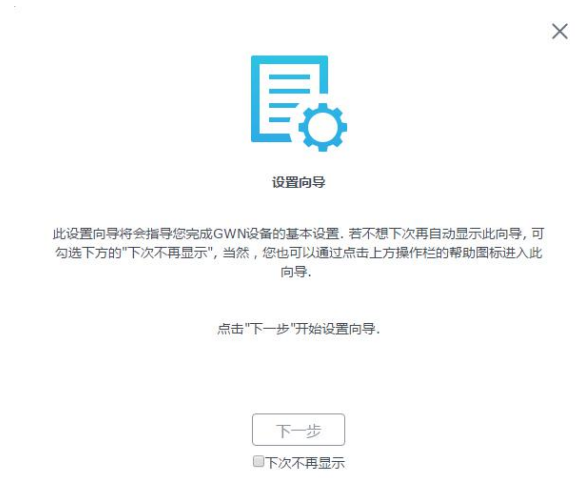 设置向导
此设置向导将会指导您完成GWN设备的基本设置. 若不想下次再自动显示此向导, 可
勾选下方的"下次不再显示", 当然，您也可以通过点击上方操作栏的帮助图标进入此
向导.
点击"下一步"开始设置向导.
下一步
下次不再显示